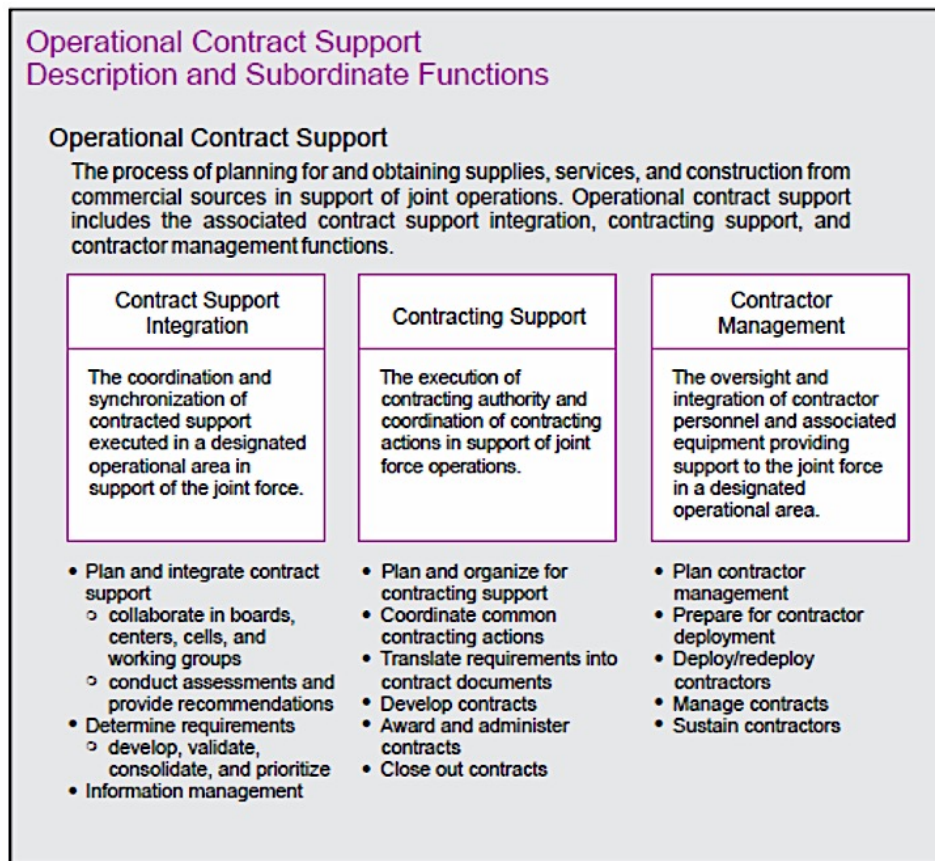 Operational Contract Support
Description and Subordinate Functions
Operational Contract Support
The process of planning for and obtaining supplies, services, and construction from
commercial sources in support of joint operations. Operational contract support
includes the associated contract support integration, contracting support, and
contractor management functions.
Contract Support
Integration
The coordination and
synchronization of
contracted support
executed in a designated
operational area in
support of the joint force.
• Plan and integrate contract
support
○ collaborate in boards,
centers, cells, and
working groups
○ conduct assessments and
provide recommendations
• Determine requirements
○ develop, validate,
consolidate, and prioritize
• Information management
Contracting Support
The execution of
contracting authority and
coordination of contracting
actions in support of joint
force operations.
• Plan and organize for
contracting support
• Coordinate common
contracting actions
• Translate requirements into
contract documents
• Develop contracts
• Award and administer
contracts
• Close out contracts
Contractor
Management
The oversight and
integration of contractor
personnel and associated
equipment providing
support to the joint force
in a designated
operational area.
• Plan contractor
management
• Prepare for contractor
deployment
• Deploy/redeploy
contractors
• Manage contracts
• Sustain contractors